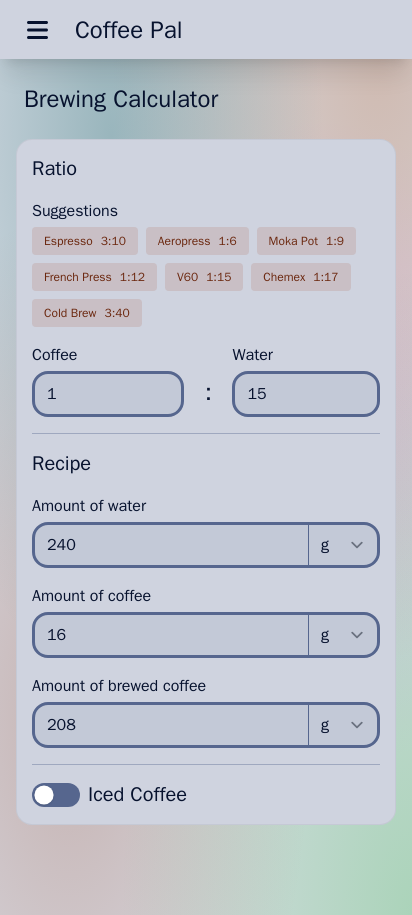 Coffee Pal
Brewing Calculator
Ratio
Suggestions
Espresso 3:10 Aeropress 1:6 Moka Pot 1:9
French Press 1:12 V60 1:15 Chemex 1:17
Cold Brew 3:40
Coffee Water
1 : 15
Recipe
Amount of water
240 g
Amount of coffee
16 g
Amount of brewed coffee
208 g
Iced Coffee